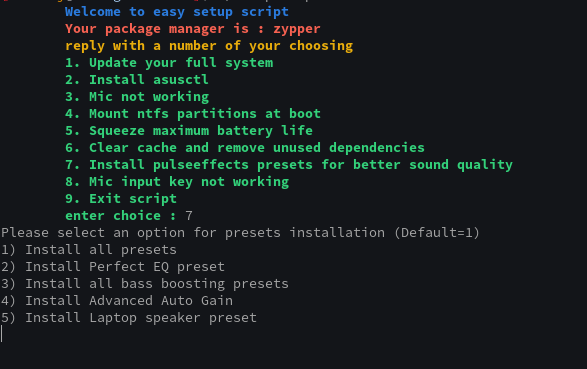 Welcome to easy setup script
Your package manager is : zypper
reply with a number of your choosing
1. Update your full system
2. Install asusctl
3. Mic not working
4. Mount ntfs partitions at boot
5. Squeeze maximum battery life
6. Clear cache and remove unused dependencies
7. Install pulseeffects presets for better sound quality
8. Mic input key not working
9. Exit script
enter choice : 7
Please select an option for presets installation (Default=1)
1) Install all presets
2) Install Perfect EQ preset
3) Install all bass boosting presets
4) Install Advanced Auto Gain
5) Install Laptop speaker preset